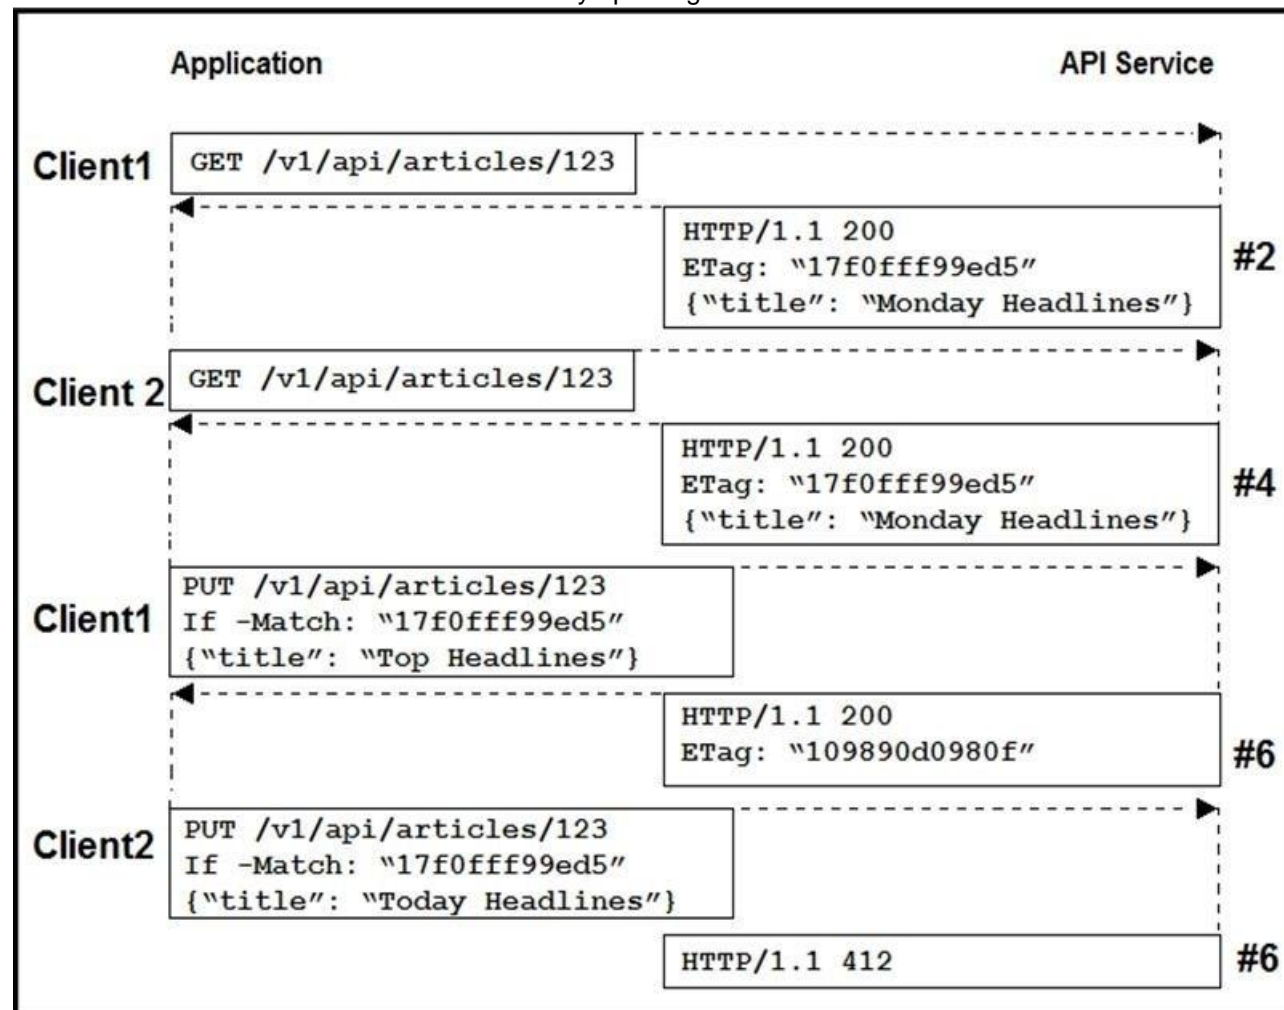 Application API Service
Client1
GET /v1/api/articles/123
HTTP/1.1 200
ETag: “17f0fff99ed5”
{“title”: “Monday Headlines”}
#2
Client 2
GET /v1/api/articles/123
HTTP/1.1 200
ETag: “17f0fff99ed5”
{“title”: “Monday Headlines”}
#4
Client1
PUT /v1/api/articles/123
If -Match: “17f0fff99ed5”
{“title”: “Top Headlines”}
HTTP/1.1 200
ETag: “109890d0980f”
#6
Client2
PUT /v1/api/articles/123
If -Match: “17f0fff99ed5”
{“title”: “Today Headlines”}
HTTP/1.1 412
#6